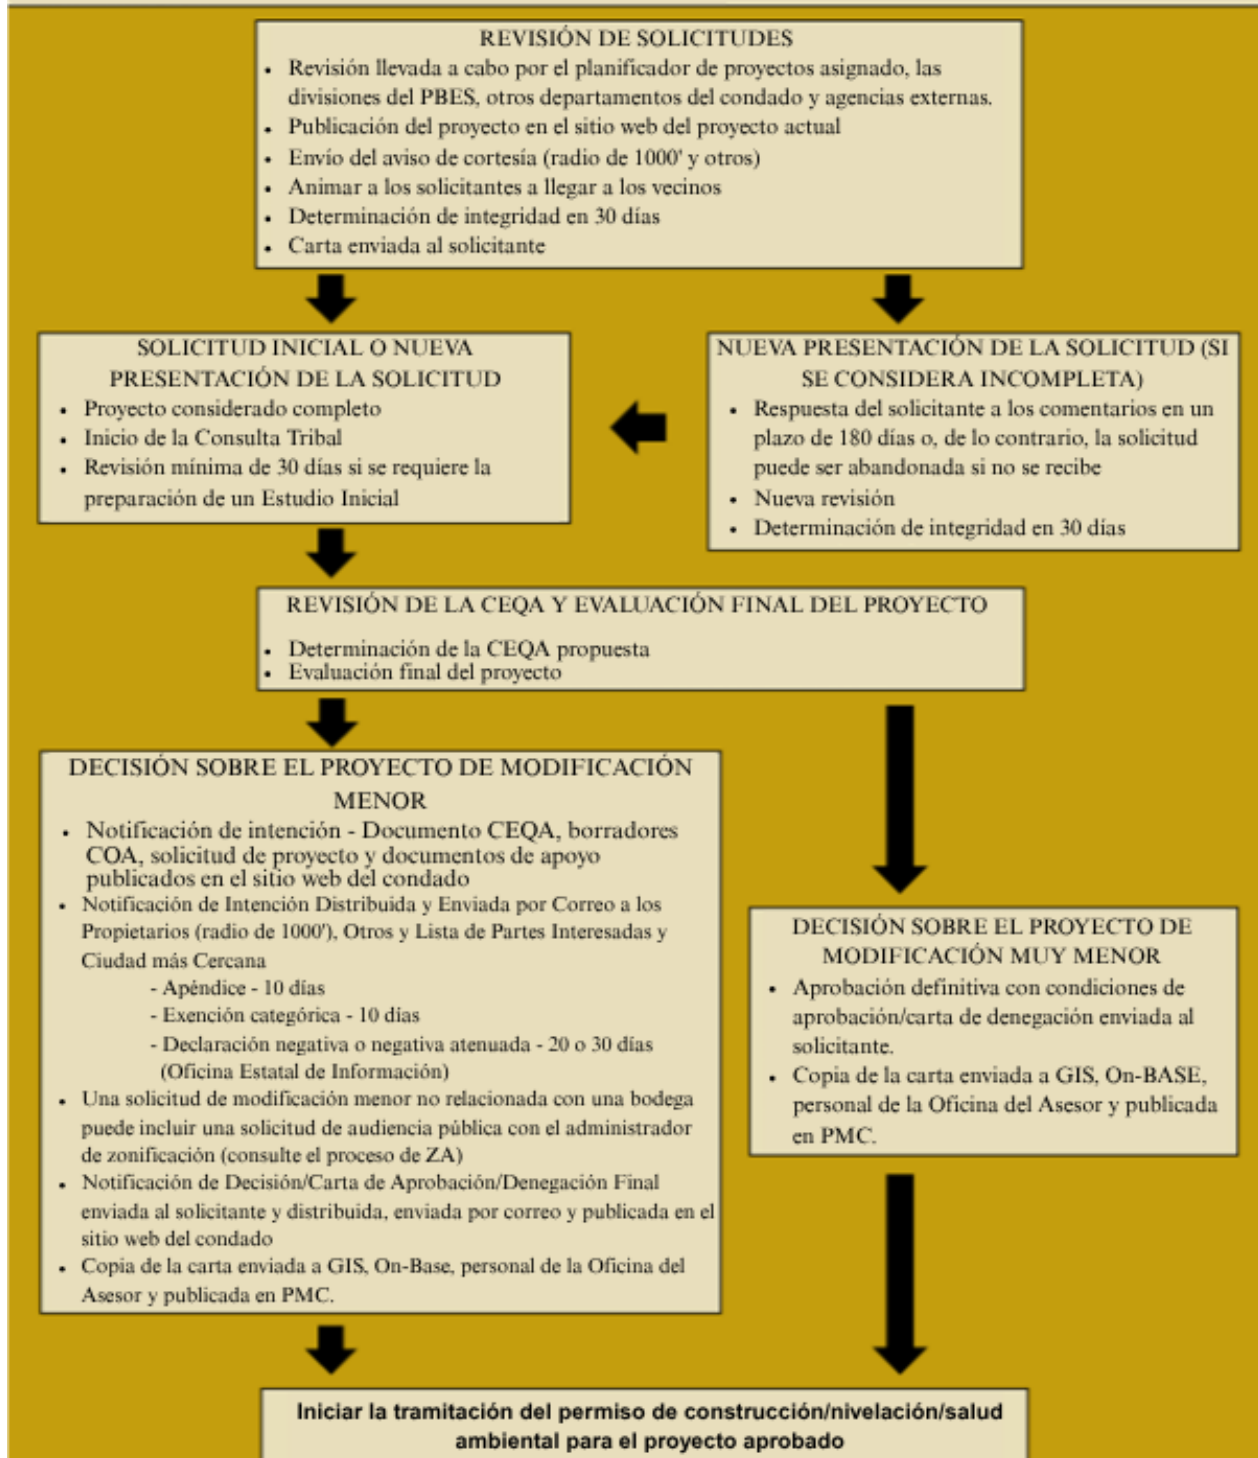 REVISIÓN DE SOLICITUDES
• Revisión llevada a cabo por el planificador de proyectos asignado, las
divisiones del PBES, otros departamentos del condado y agencias externas.
• Publicación del proyecto en el sitio web del proyecto actual
• Envío del aviso de cortesía (radio de 1000' y otros)
• Animar a los solicitantes a llegar a los vecinos
• Determinación de integridad en 30 días
• Carta enviada al solicitante
SOLICITUD INICIAL O NUEVA
PRESENTACIÓN DE LA SOLICITUD
• Proyecto considerado completo
• Inicio de la Consulta Tribal
• Revisión mínima de 30 días si se requiere la
preparación de un Estudio Inicial
NUEVA PRESENTACIÓN DE LA SOLICITUD (SI
SE CONSIDERA INCOMPLETA)
• Respuesta del solicitante a los comentarios en un
plazo de 180 días o, de lo contrario, la solicitud
puede ser abandonada si no se recibe
• Nueva revisión
• Determinación de integridad en 30 días
REVISIÓN DE LA CEQA Y EVALUACIÓN FINAL DEL PROYECTO
• Determinación de la CEQA propuesta
• Evaluación final del proyecto
DECISIÓN SOBRE EL PROYECTO DE MODIFICACIÓN
MENOR
• Notificación de intención - Documento CEQA, borradores
COA, solicitud de proyecto y documentos de apoyo
publicados en el sitio web del condado
• Notificación de Intención Distribuida y Enviada por Correo a los
Propietarios (radio de 1000'), Otros y Lista de Partes Interesadas y
Ciudad más Cercana
- Apéndice - 10 días
- Exención categórica - 10 días
- Declaración negativa o negativa atenuada - 20 o 30 días
(Oficina Estatal de Información)
• Una solicitud de modificación menor no relacionada con una bodega
puede incluir una solicitud de audiencia pública con el administrador
de zonificación (consulte el proceso de ZA)
• Notificación de Decisión/Carta de Aprobación/Denegación Final
enviada al solicitante y distribuida, enviada por correo y publicada en el
sitio web del condado
• Copia de la carta enviada a GIS, On-Base, personal de la Oficina del
Asesor y publicada en PMC.
DECISIÓN SOBRE EL PROYECTO DE
MODIFICACIÓN MUY MENOR
• Aprobación definitiva con condiciones de
aprobación/carta de denegación enviada al
solicitante.
• Copia de la carta enviada a GIS, On-BASE,
personal de la Oficina del Asesor y publicada
en PMC.
Iniciar la tramitación del permiso de construcción/nivelación/salud
ambiental para el proyecto aprobado